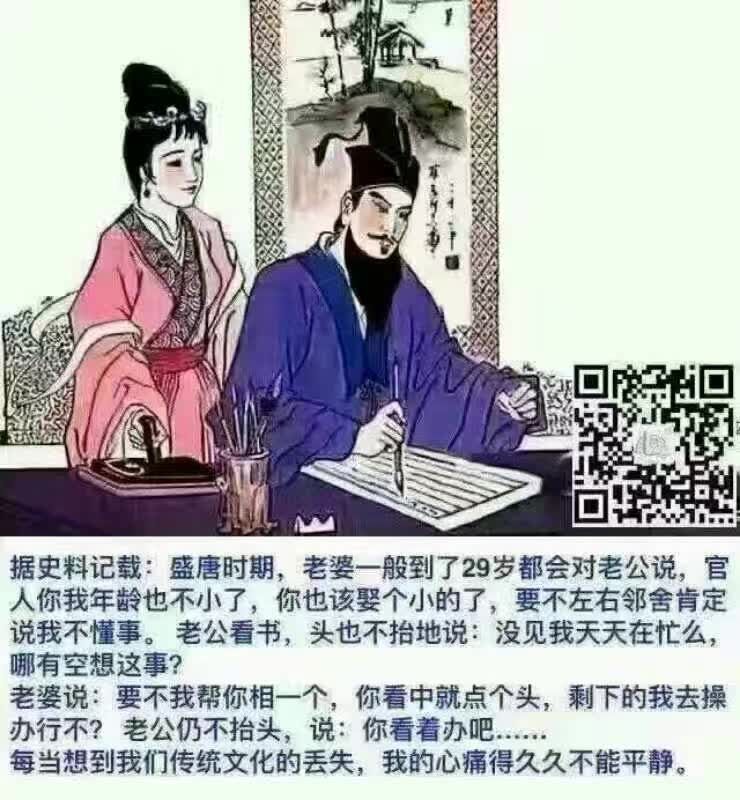 据史料记载：盛唐时期，老婆一般到了29岁都会对老公说，官
人你我年龄也不小了，你也该娶个小的了，要不左右邻舍肯定
说我不懂事。 老公看书，头也不抬地说：没见我天天在忙么，
哪有空想这事？
老婆说：要不我帮你相一个，你看中就点个头，剩下的我去操
办行不？ 老公仍不抬头，说：你看着办吧......
每当想到我们传统文化的丢失，我的心痛得久久不能平静。